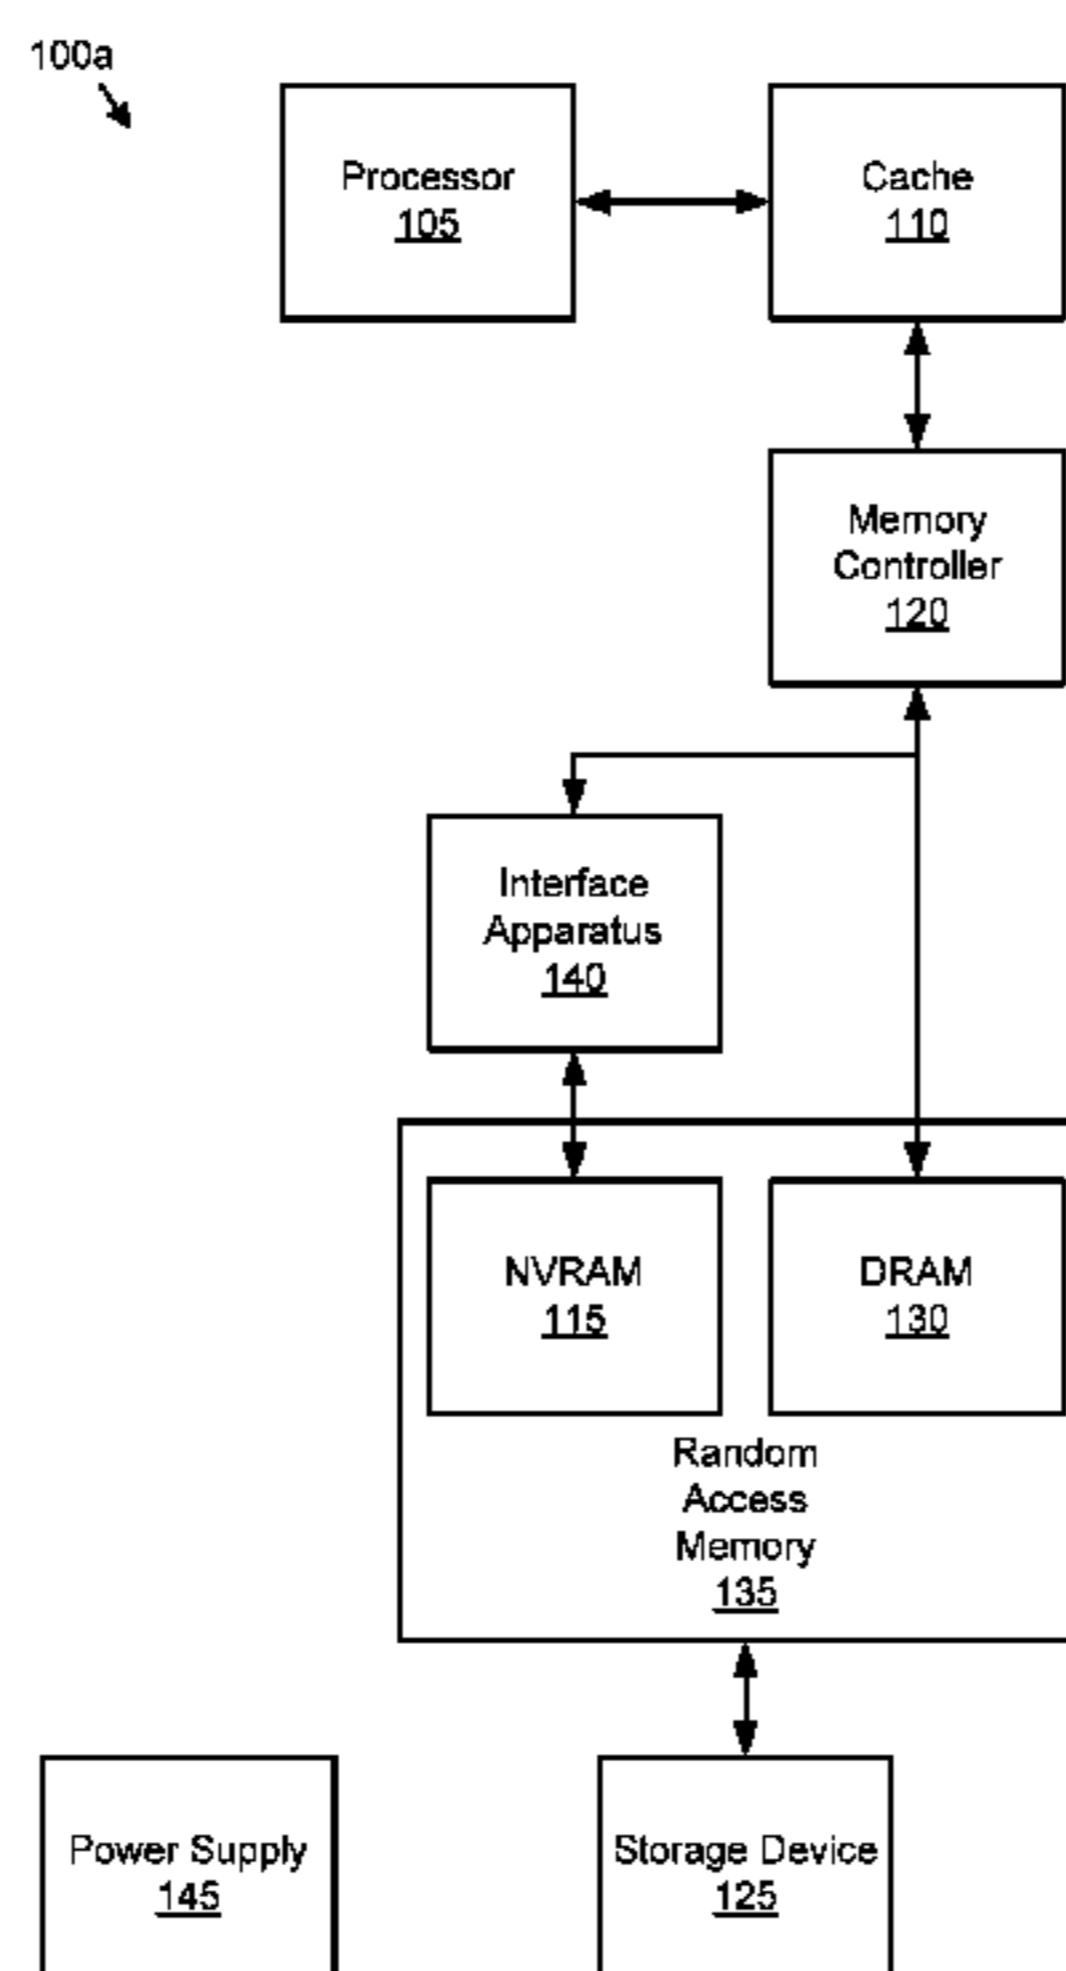 100a
Processor
105
Cache
110
Memory
Controller
120
Interface
Apparatus
140
NVRAM
115
DRAM
130
Random
Access
Memory
135
Power Supply
145
Storage Device
125